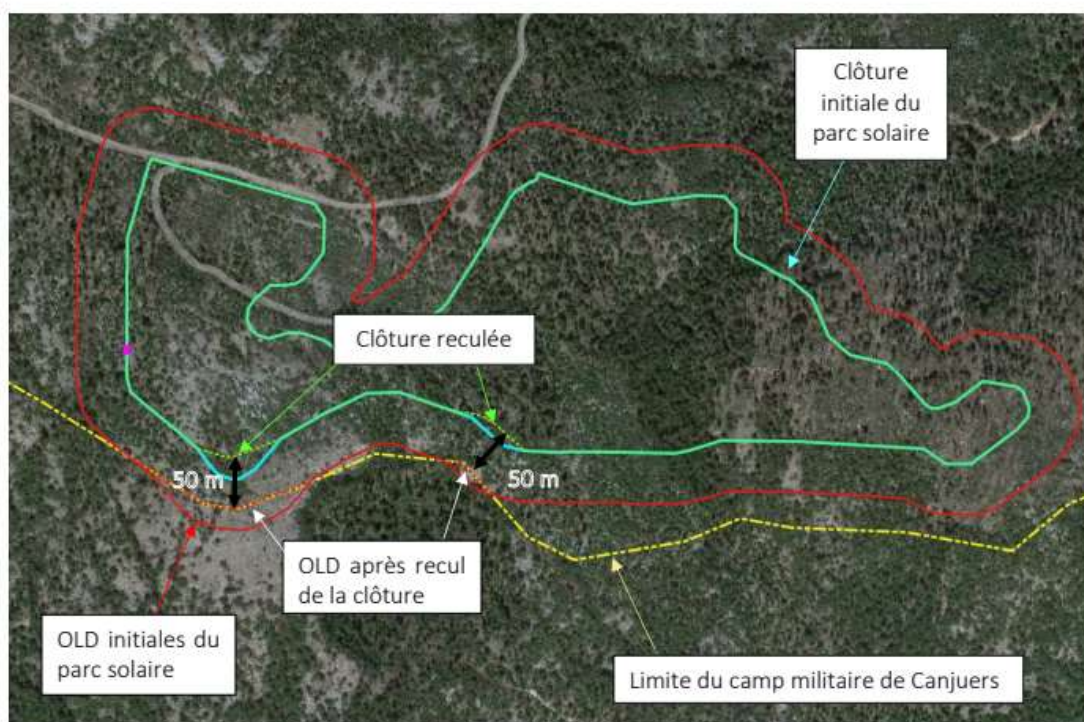 Clôture
initiale du
parc solaire
Clôture reculée
50 m
50 m
OLD après recul
de la clôture
OLD initiales du
parc solaire
Limite du camp militaire de Canjuers